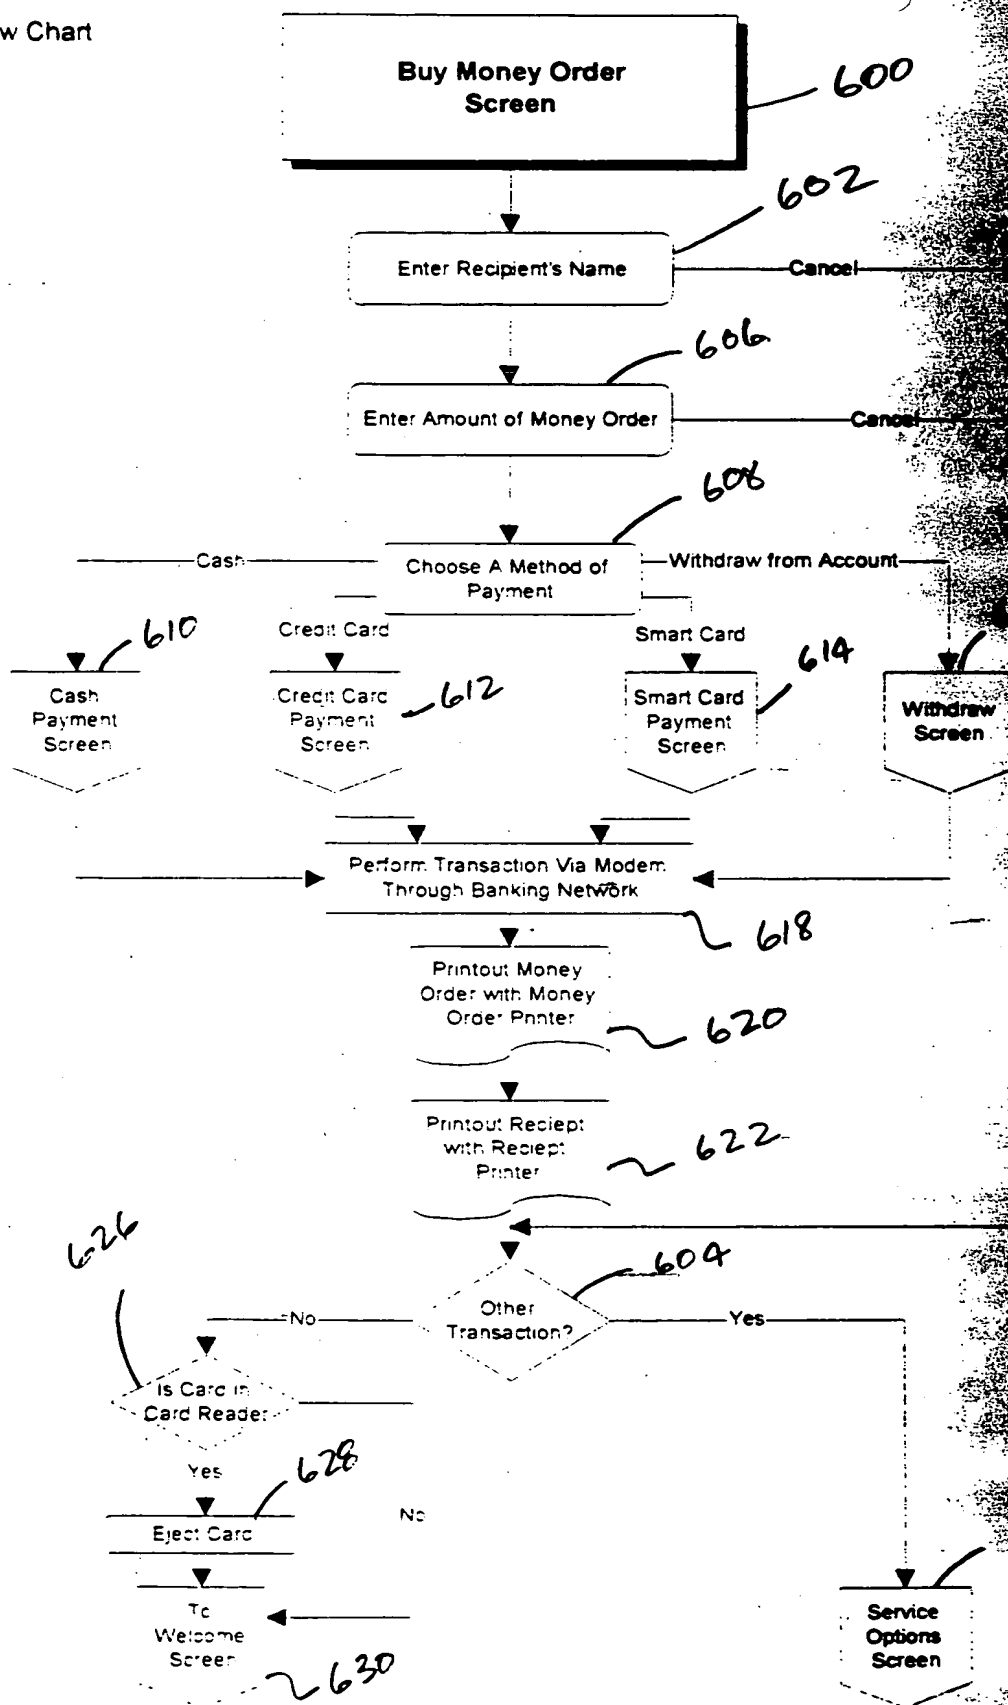 w Chart
Buy Money Order
Screen
600
602
Enter Recipient's Name
Cancel
606
Enter Amount of Money Order
Cancel
608
Cash
Choose A Method of
Payment
Withdraw from Account
610
Credit Card
Smart Card
614
Cash
Payment
Screen
Credit Card
Payment
Screen
612
Smart Card
Payment
Screen
Withdraw
Screen
Perform Transaction Via Modem
Through Banking Network
618
Printout Money
Order with Money
Order Printer
620
Printout Reciept
with Reciept
Printer
622
626
604
No
Other
Transaction?
Yes
Is Card in
Card Reader
Yes
628
No
Eject Card
To
Welcome
Screen
630
Service
Options
Screen